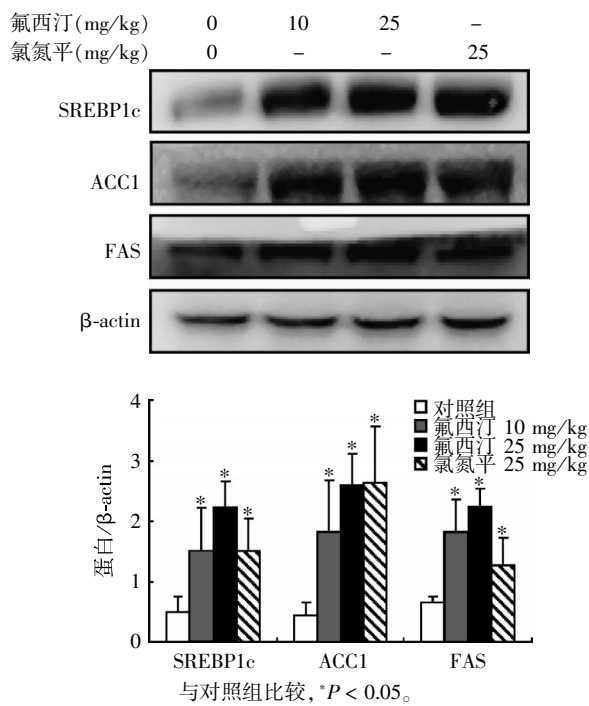 氟西汀(mg/kg) 0 10 25 –
氯氮平(mg/kg) 0 – – 25
SREBP1c
ACC1
FAS
β-actin
4
3
2
1
0
蛋白/β-actin
对照组
氟西汀 10 mg/kg
氟西汀 25 mg/kg
氯氮平 25 mg/kg
* * *
* * *
* * *
SREBP1c ACC1 FAS
与对照组比较,*P < 0.05。